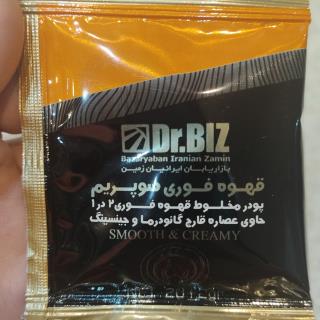 Dr.BIZ
Bazaryaban Iranian Zamin
بازاریابان ایرانیان زمین
قهوه فوری سوپریم
پودر مخلوط قهوه فوری ۲ در ۱
حاوی عصاره قارچ گانودرما و جینسینگ
SMOOTH & CREAMY